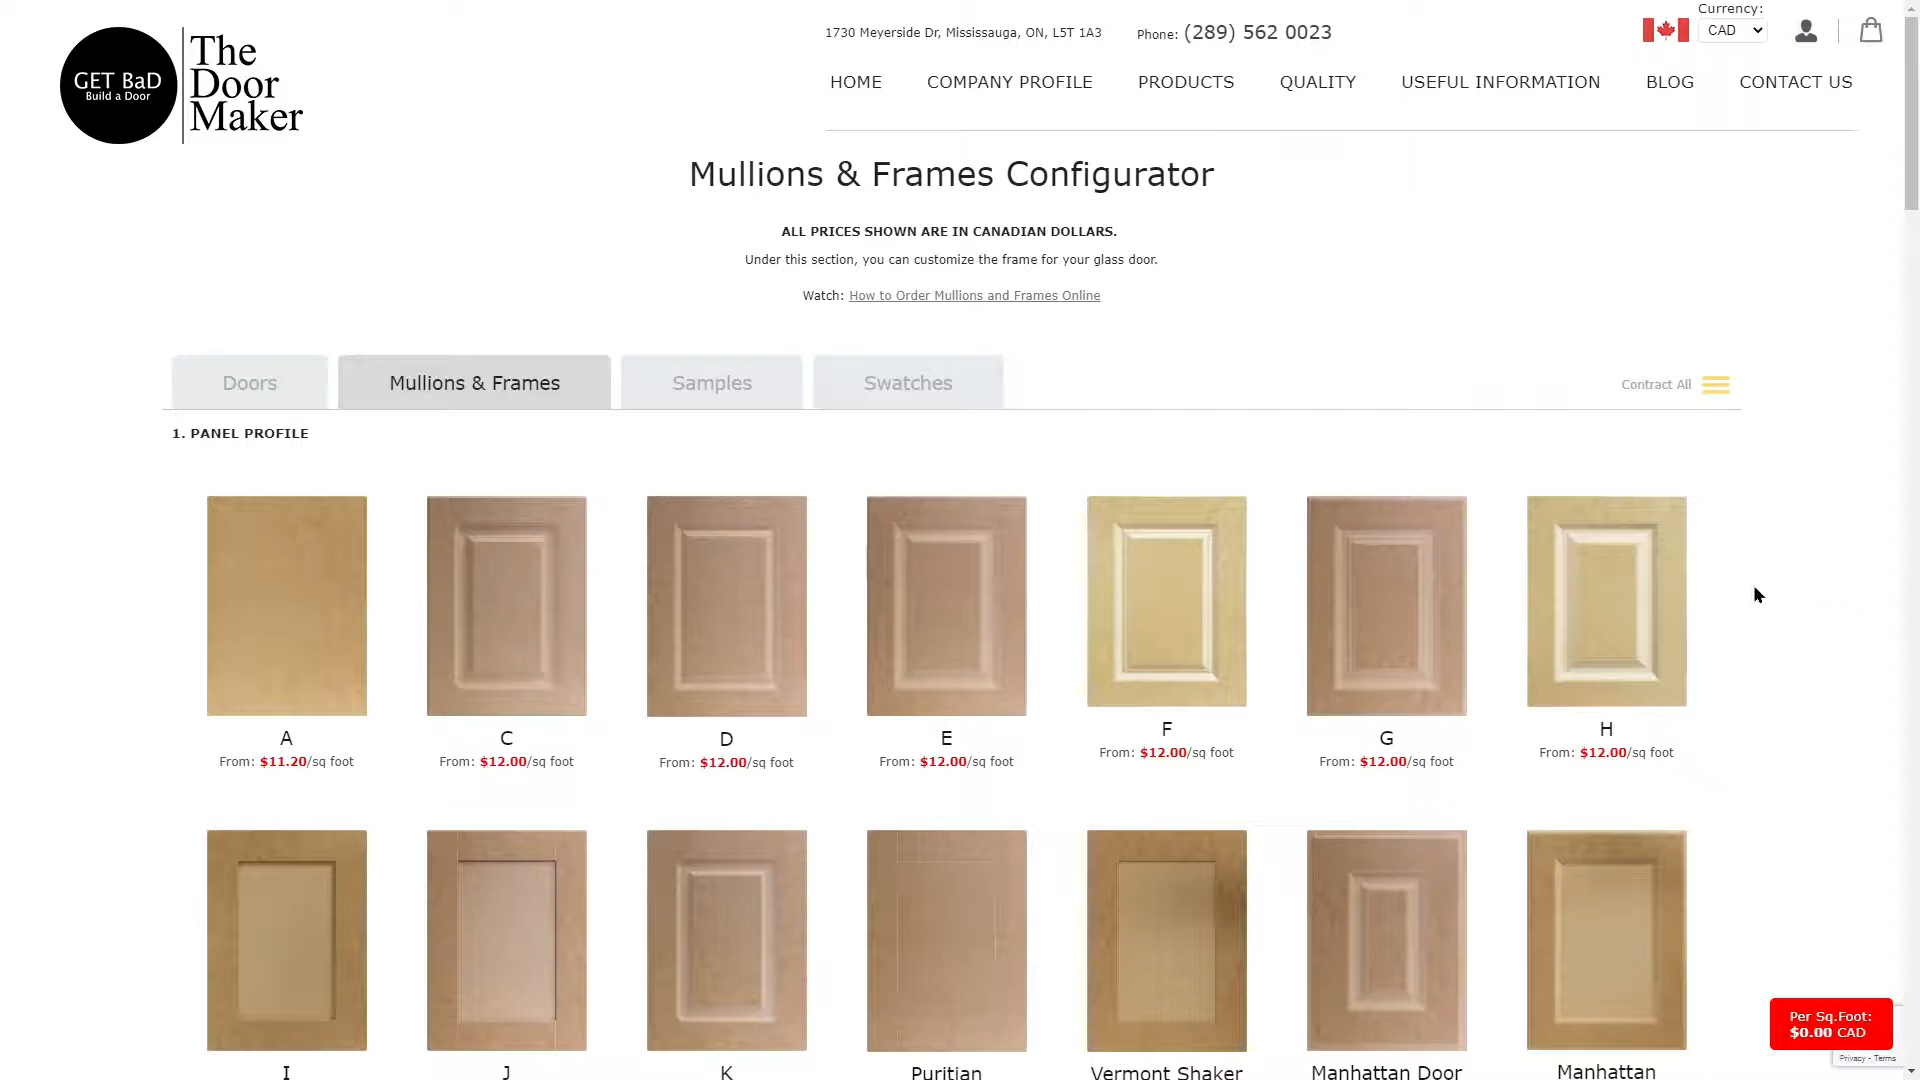 GET BaD
Build a Door
The
Door
Maker
1730 Meyerside Dr, Mississauga, ON, L5T 1A3
Phone: (289) 562 0023
Currency:
CAD
HOME
COMPANY PROFILE
PRODUCTS
QUALITY
USEFUL INFORMATION
BLOG
CONTACT US
Mullions & Frames Configurator
ALL PRICES SHOWN ARE IN CANADIAN DOLLARS.
Under this section, you can customize the frame for your glass door.
Watch: How to Order Mullions and Frames Online
Doors
Mullions & Frames
Samples
Swatches
Contract All
1. PANEL PROFILE
A
From: $11.20/sq foot
C
From: $12.00/sq foot
D
From: $12.00/sq foot
E
From: $12.00/sq foot
F
From: $12.00/sq foot
G
From: $12.00/sq foot
H
From: $12.00/sq foot
I
J
K
Puritian
Vermont Shaker
Manhattan Door
Manhattan
Per Sq.Foot:
$0.00 CAD
Privacy - Terms